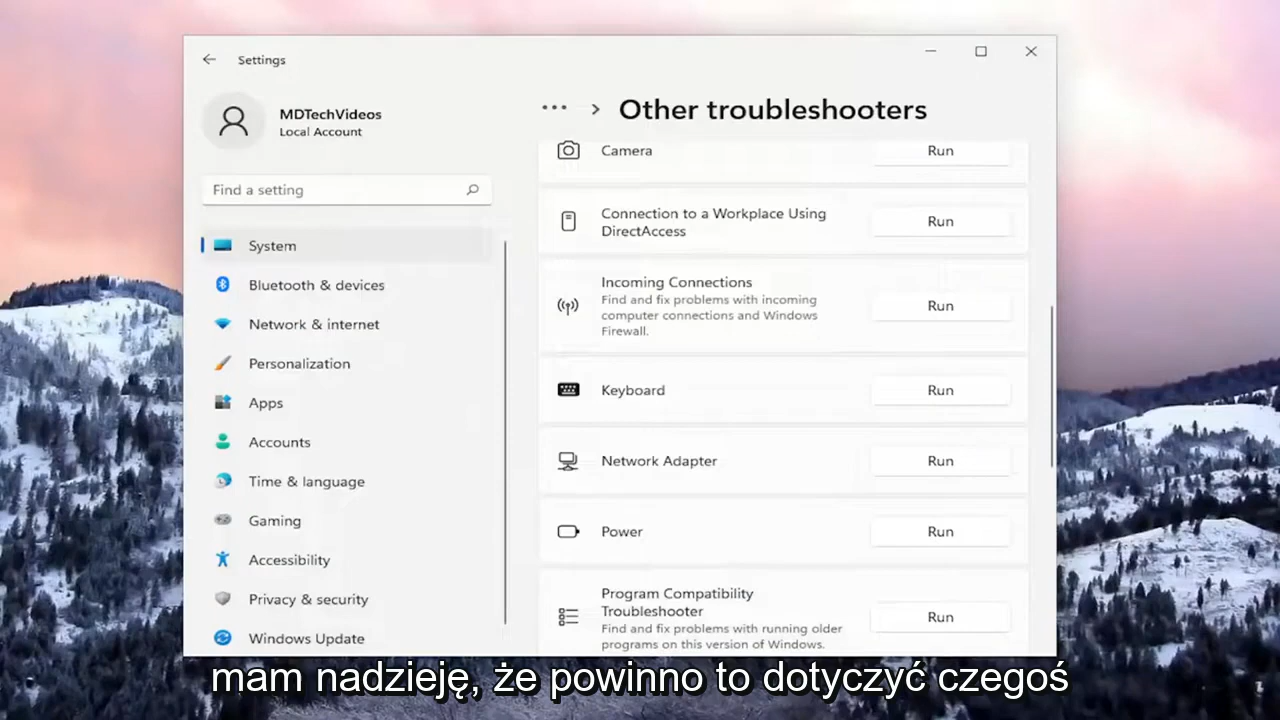 Settings
MDTechVideos
Local Account
Find a setting
System
Bluetooth & devices
Network & internet
Personalization
Apps
Accounts
Time & language
Gaming
Accessibility
Privacy & security
Windows Update
... > Other troubleshooters
Camera
Run
Connection to a Workplace Using
DirectAccess
Run
Incoming Connections
Find and fix problems with incoming
computer connections and Windows
Firewall.
Run
Keyboard
Run
Network Adapter
Run
Power
Run
Program Compatibility
Troubleshooter
Find and fix problems with running older
programs on this version of Windows.
Run
mam nadzieję, że powinno to dotyczyć czegoś